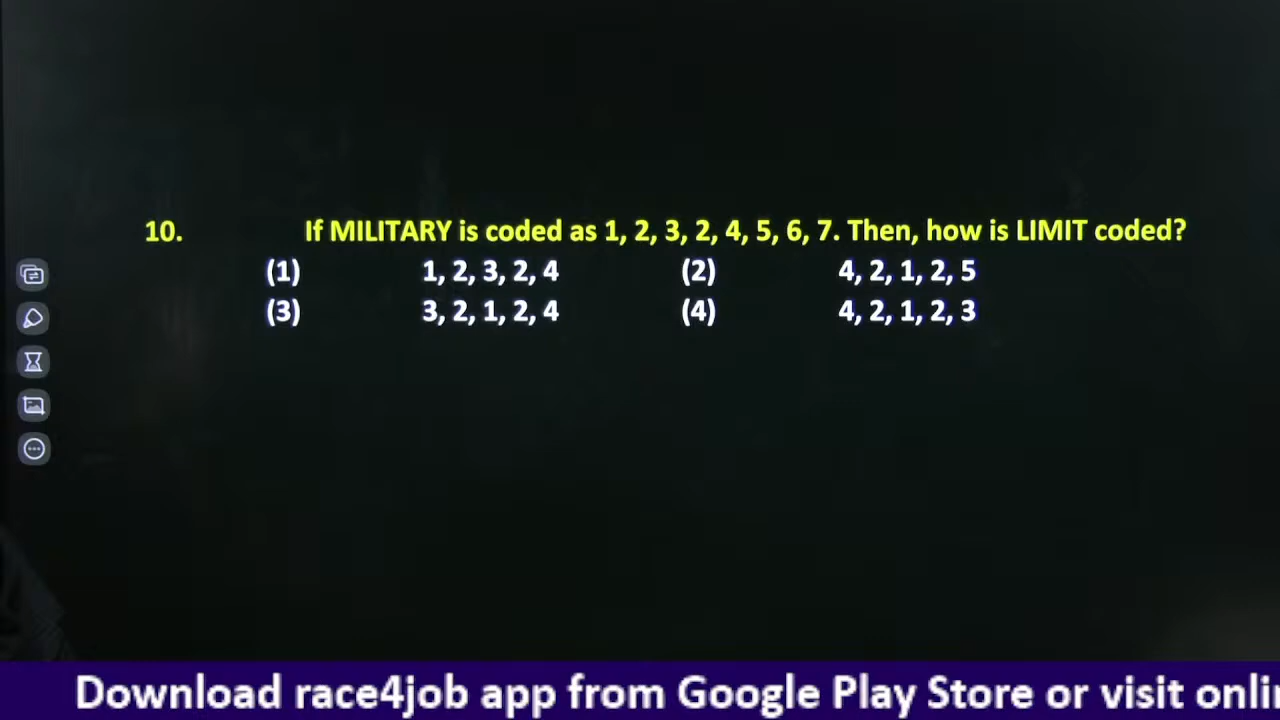 10. If MILITARY is coded as 1, 2, 3, 2, 4, 5, 6, 7. Then, how is LIMIT coded?
(1) 1, 2, 3, 2, 4 (2) 4, 2, 1, 2, 5
(3) 3, 2, 1, 2, 4 (4) 4, 2, 1, 2, 3
Download race4job app from Google Play Store or visit